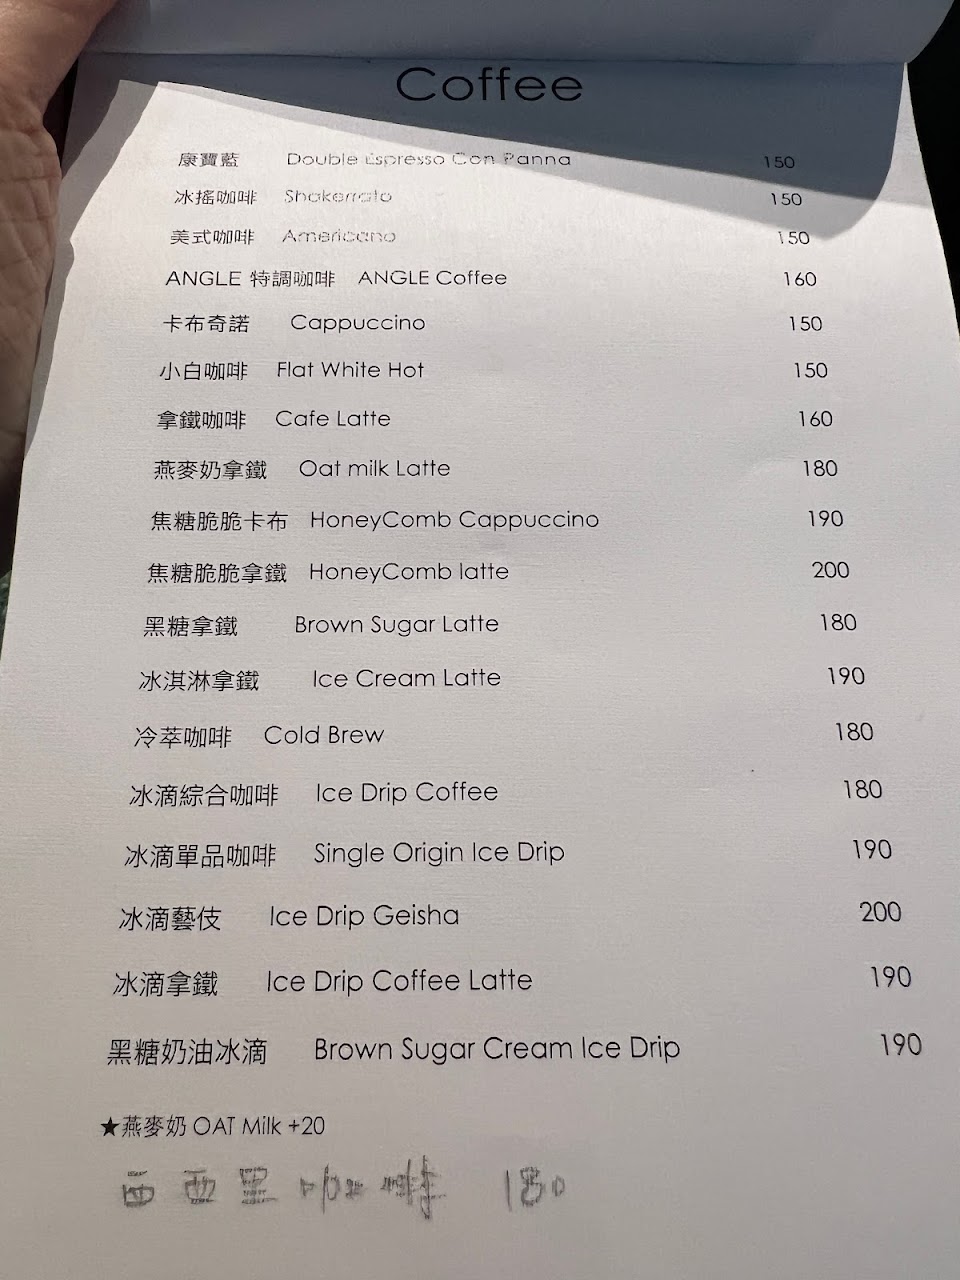 Coffee
康寶藍 Double Espresso Con Panna 150
冰搖咖啡 Shakerrato 150
美式咖啡 Americano 150
ANGLE 特調咖啡 ANGLE Coffee 160
卡布奇諾 Cappuccino 150
小白咖啡 Flat White Hot 150
拿鐵咖啡 Cafe Latte 160
燕麥奶拿鐵 Oat milk Latte 180
焦糖脆脆卡布 HoneyComb Cappuccino 190
焦糖脆脆拿鐵 HoneyComb latte 200
黑糖拿鐵 Brown Sugar Latte 180
冰淇淋拿鐵 Ice Cream Latte 190
冷萃咖啡 Cold Brew 180
冰滴綜合咖啡 Ice Drip Coffee 180
冰滴單品咖啡 Single Origin Ice Drip 190
冰滴藝伎 Ice Drip Geisha 200
冰滴拿鐵 Ice Drip Coffee Latte 190
黑糖奶油冰滴 Brown Sugar Cream Ice Drip 190
★燕麥奶 OAT Milk +20
西西里咖啡 180